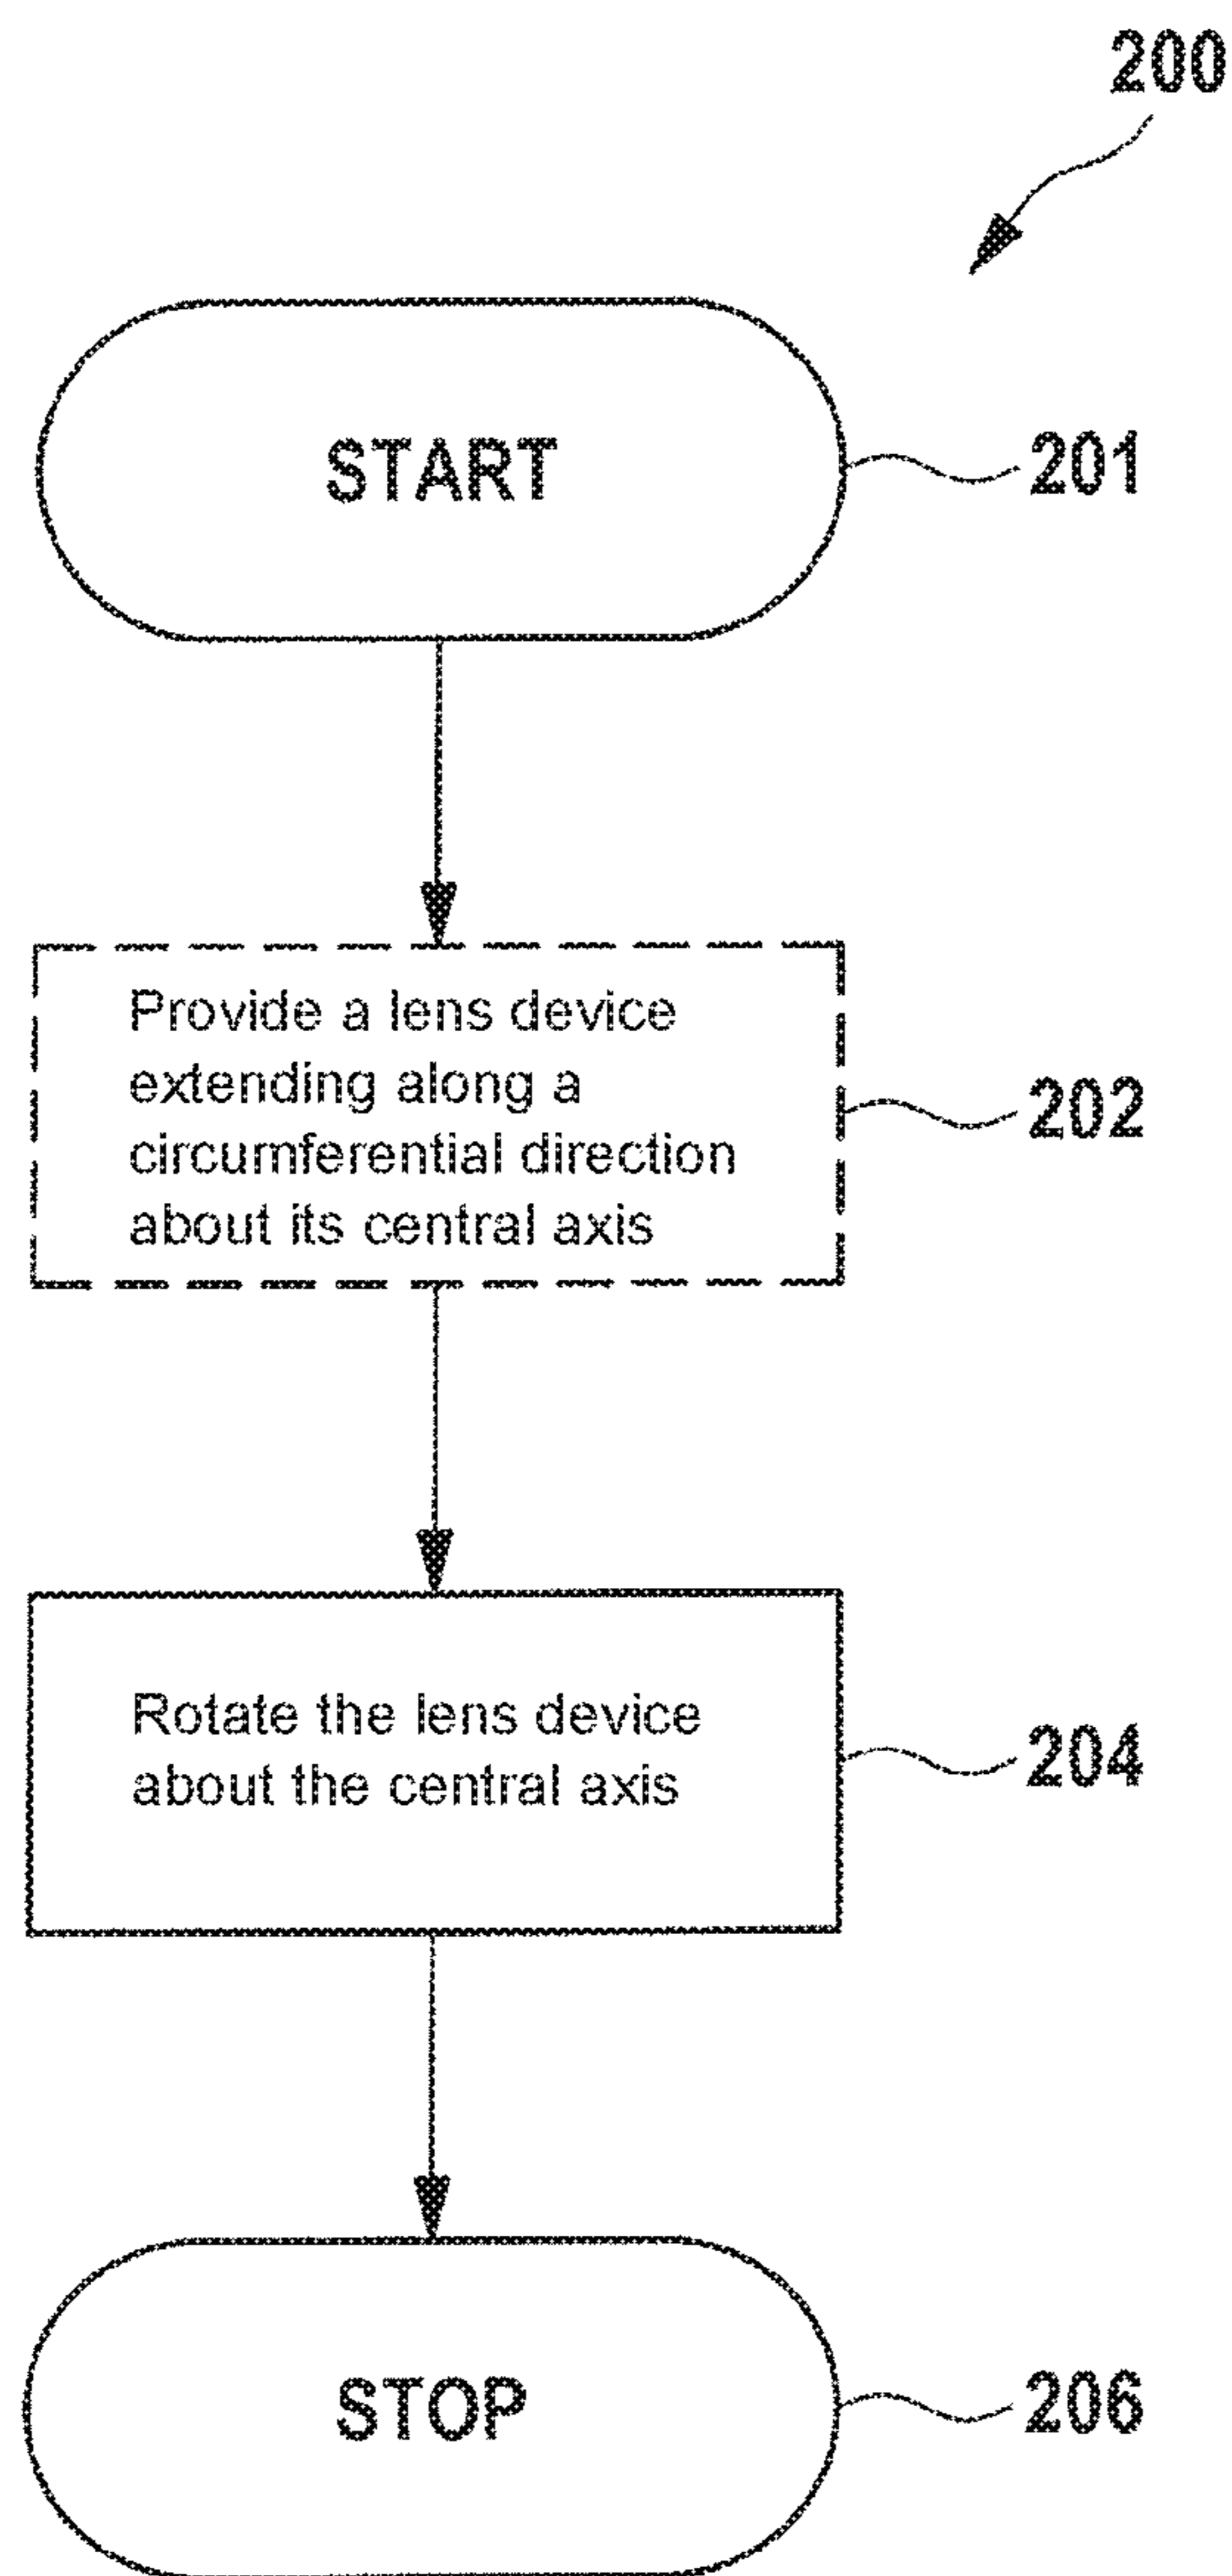 200
START
201
Provide a lens device
extending along a
circumferential direction
about its central axis
202
Rotate the lens device
about the central axis
204
STOP
206